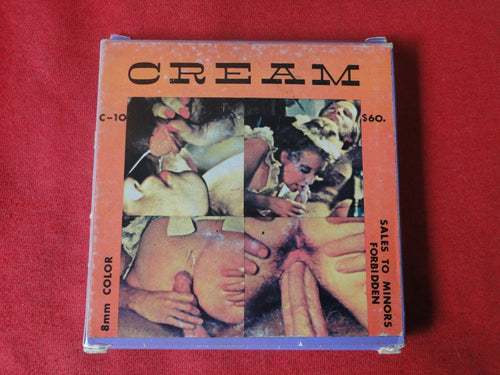 CREAM
C-10
$60.
8mm COLOR
SALES TO MINORS
FORBIDDEN